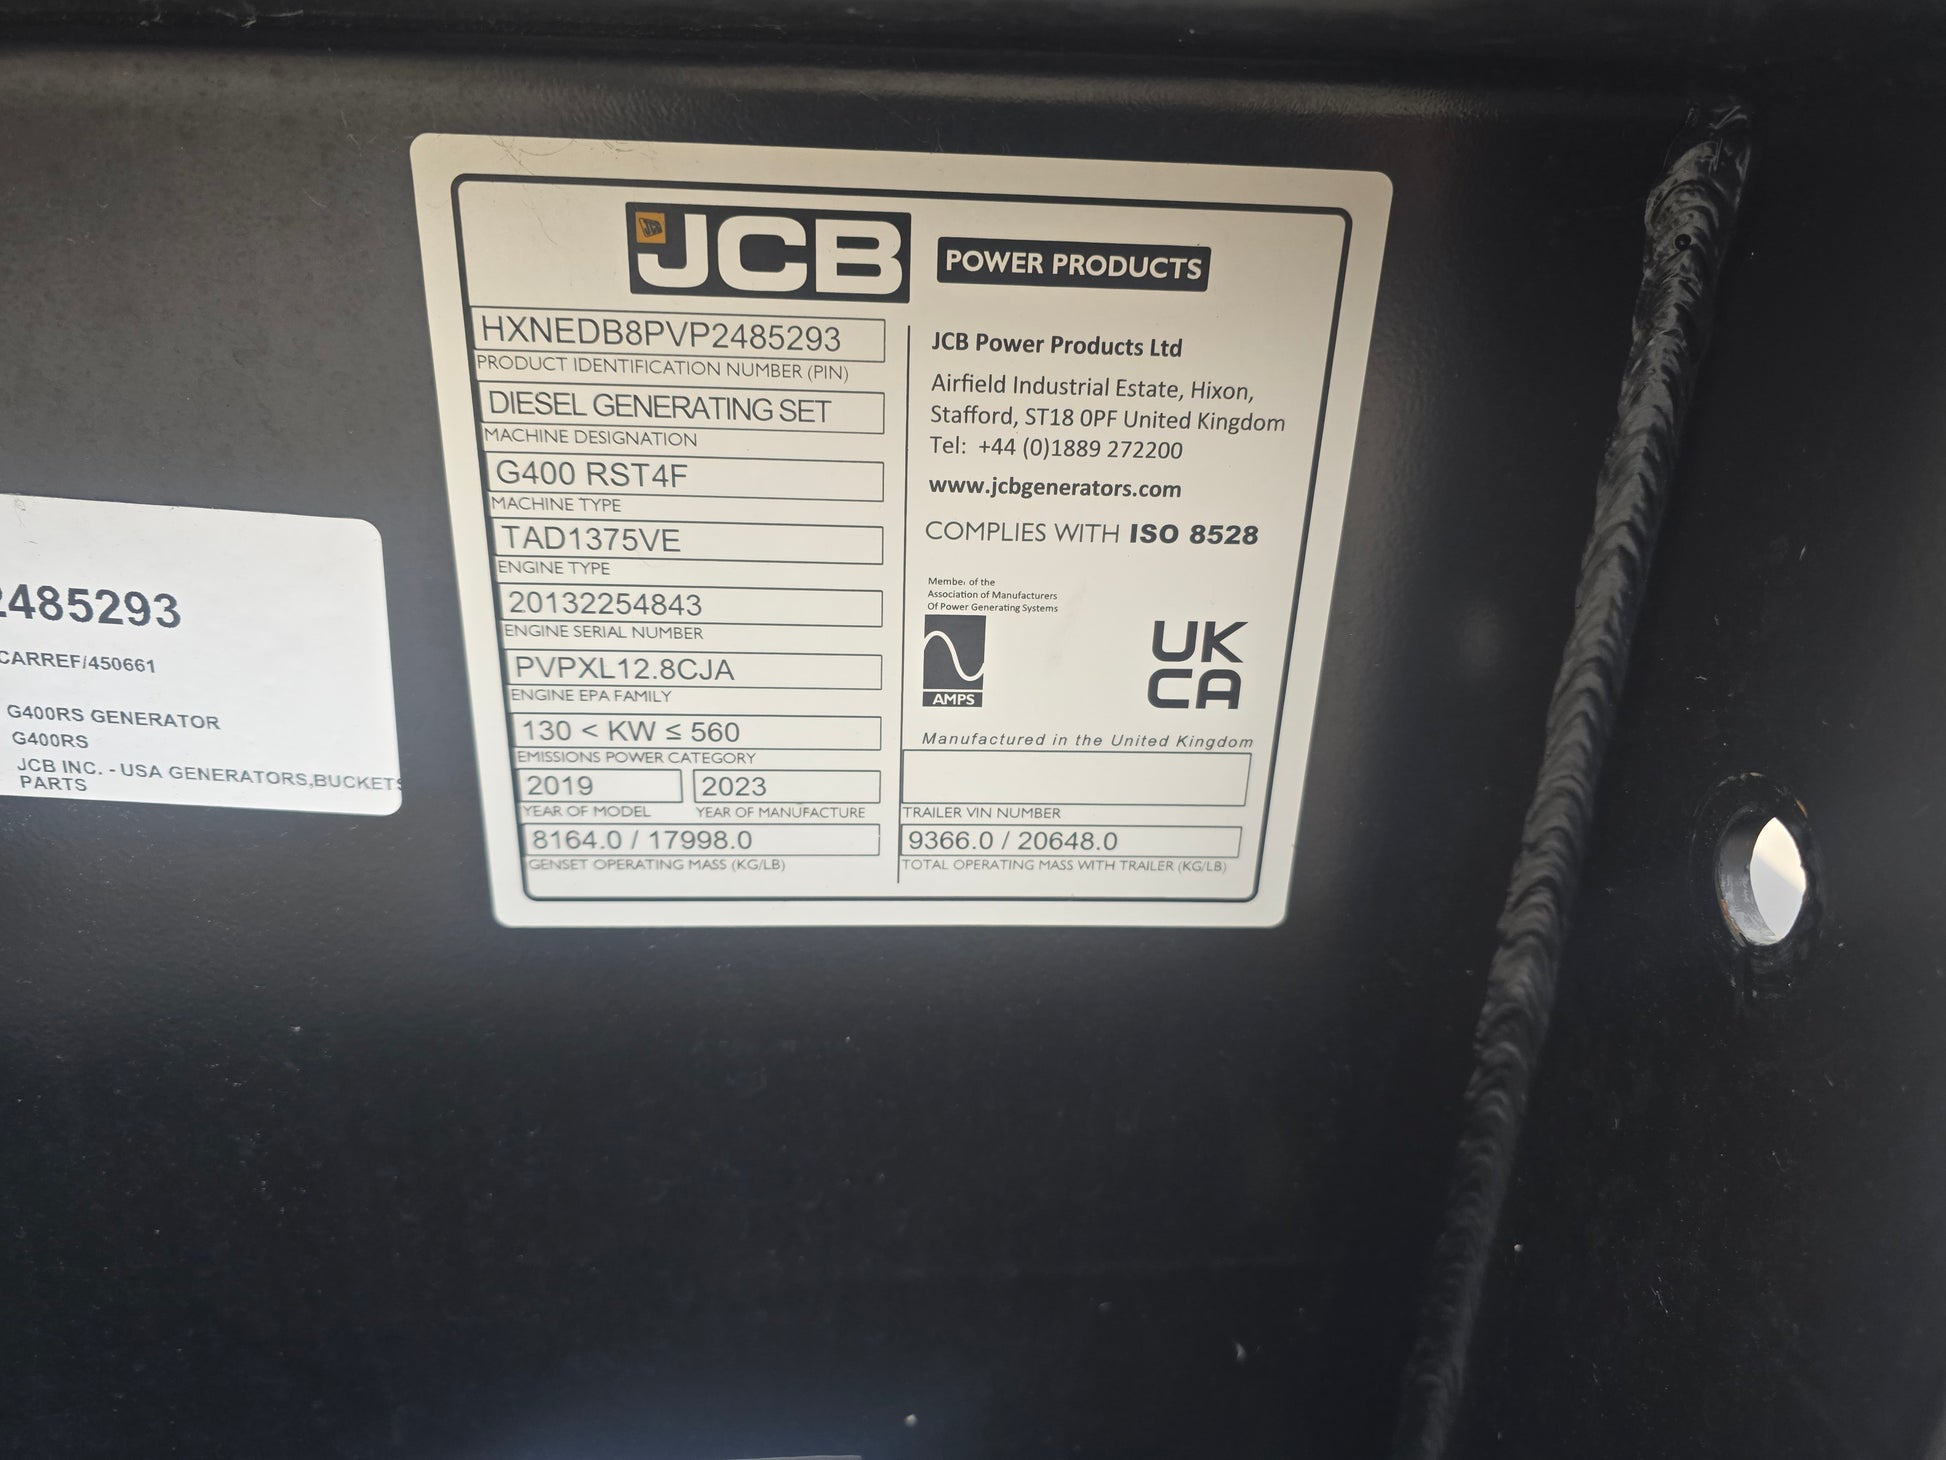 JCB
POWER PRODUCTS
HXNEDB8PVP2485293
PRODUCT IDENTIFICATION NUMBER (PIN)
DIESEL GENERATING SET
MACHINE DESIGNATION
G400 RST4F
MACHINE TYPE
TAD1375VE
ENGINE TYPE
20132254843
ENGINE SERIAL NUMBER
PVPXL12.8CJA
ENGINE EPA FAMILY
130 < KW ≤ 560
EMISSIONS POWER CATEGORY
2019 2023
YEAR OF MODEL YEAR OF MANUFACTURE
8164.0 / 17998.0
GENSET OPERATING MASS (KG/LB)
JCB Power Products Ltd
Airfield Industrial Estate, Hixon,
Stafford, ST18 0PF United Kingdom
Tel: +44 (0)1889 272200
www.jcbgenerators.com
COMPLIES WITH ISO 8528
Member of the
Association of Manufacturers
Of Power Generating Systems
AMPS
UK
CA
Manufactured in the United Kingdom
TRAILER VIN NUMBER
9366.0 / 20648.0
TOTAL OPERATING MASS WITH TRAILER (KG/LB)
2485293
CARREF/450661
G400RS GENERATOR
G400RS
JCB INC. - USA GENERATORS,BUCKETS
PARTS